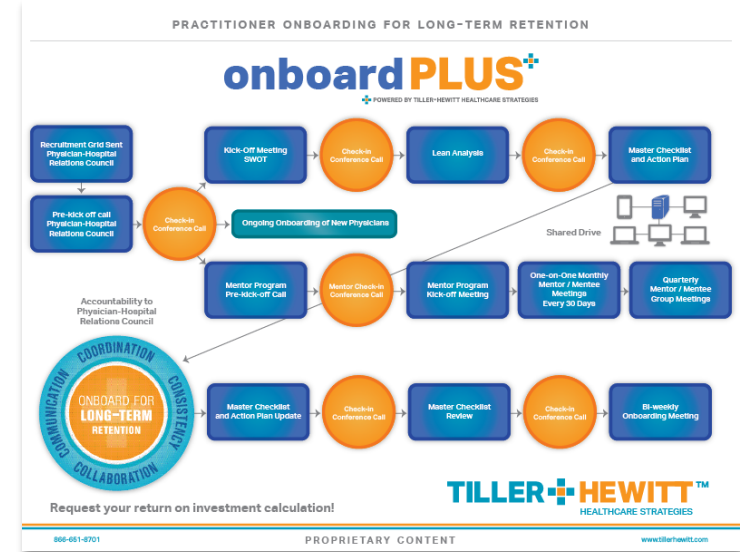 PRACTITIONER ONBOARDING FOR LONG-TERM RETENTION
onboardPLUS
POWERED BY TILLER-HEWITT HEALTHCARE STRATEGIES
Recruitment Grid Sent
Physician-Hospital
Relations Council
Kick-Off Meeting
SWOT
Check-in
Conference Call
Lean Analysis
Check-in
Conference Call
Master Checklist
and Action Plan
Pre-kick off call
Physician-Hospital
Relations Council
Check-in
Conference Call
Ongoing Onboarding of New Physicians
Shared Drive
Mentor Program
Pre-Kick-off Call
Mentor Check-in
Conference Call
Mentor Program
Kick-off Meeting
One-on-One Monthly
Mentor / Mentee
Meetings
Every 30 Days
Quarterly
Mentor / Mentee
Group Meetings
Accountability to
Physician-Hospital
Relations Council
COORDINATION
CONSISTENCY
COLLABORATION
COMMUNICATION
ONBOARD FOR
LONG-TERM
RETENTION
Master Checklist
and Action Plan Update
Check-in
Conference Call
Master Checklist
Review
Check-in
Conference Call
Bi-weekly
Onboarding Meeting
TILLER HEWITT™
HEALTHCARE STRATEGIES
Request your return on investment calculation!
866-651-8701
PROPRIETARY CONTENT
www.tillerhewitt.com